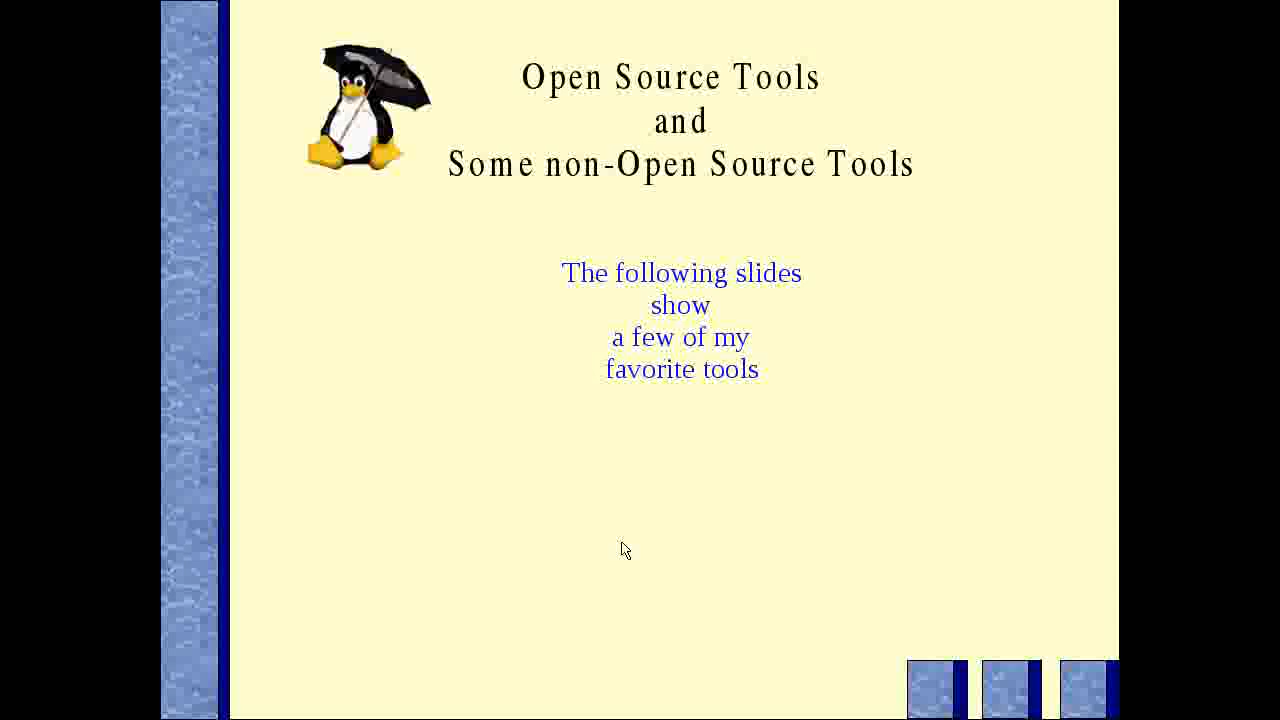 Open Source Tools
and
Some non-Open Source Tools
The following slides
show
a few of my
favorite tools